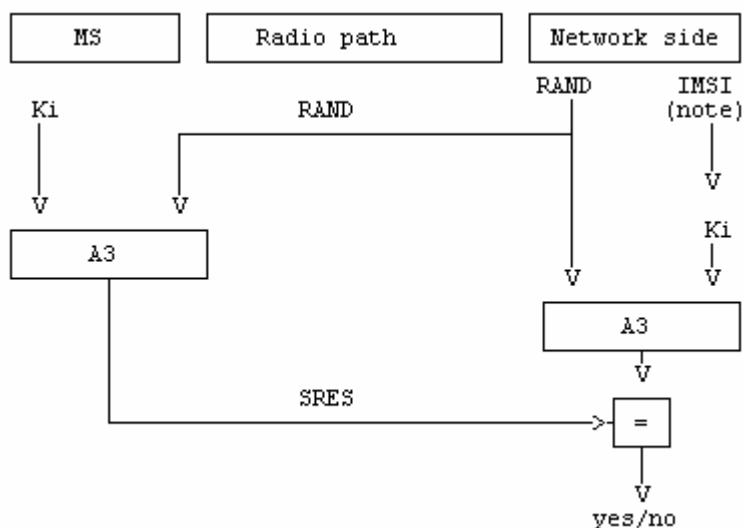 MS
Radio path
Network side
RAND
IMSI
(note)
Ki
RAND
Ki
A3
A3
SRES
=
yes/no